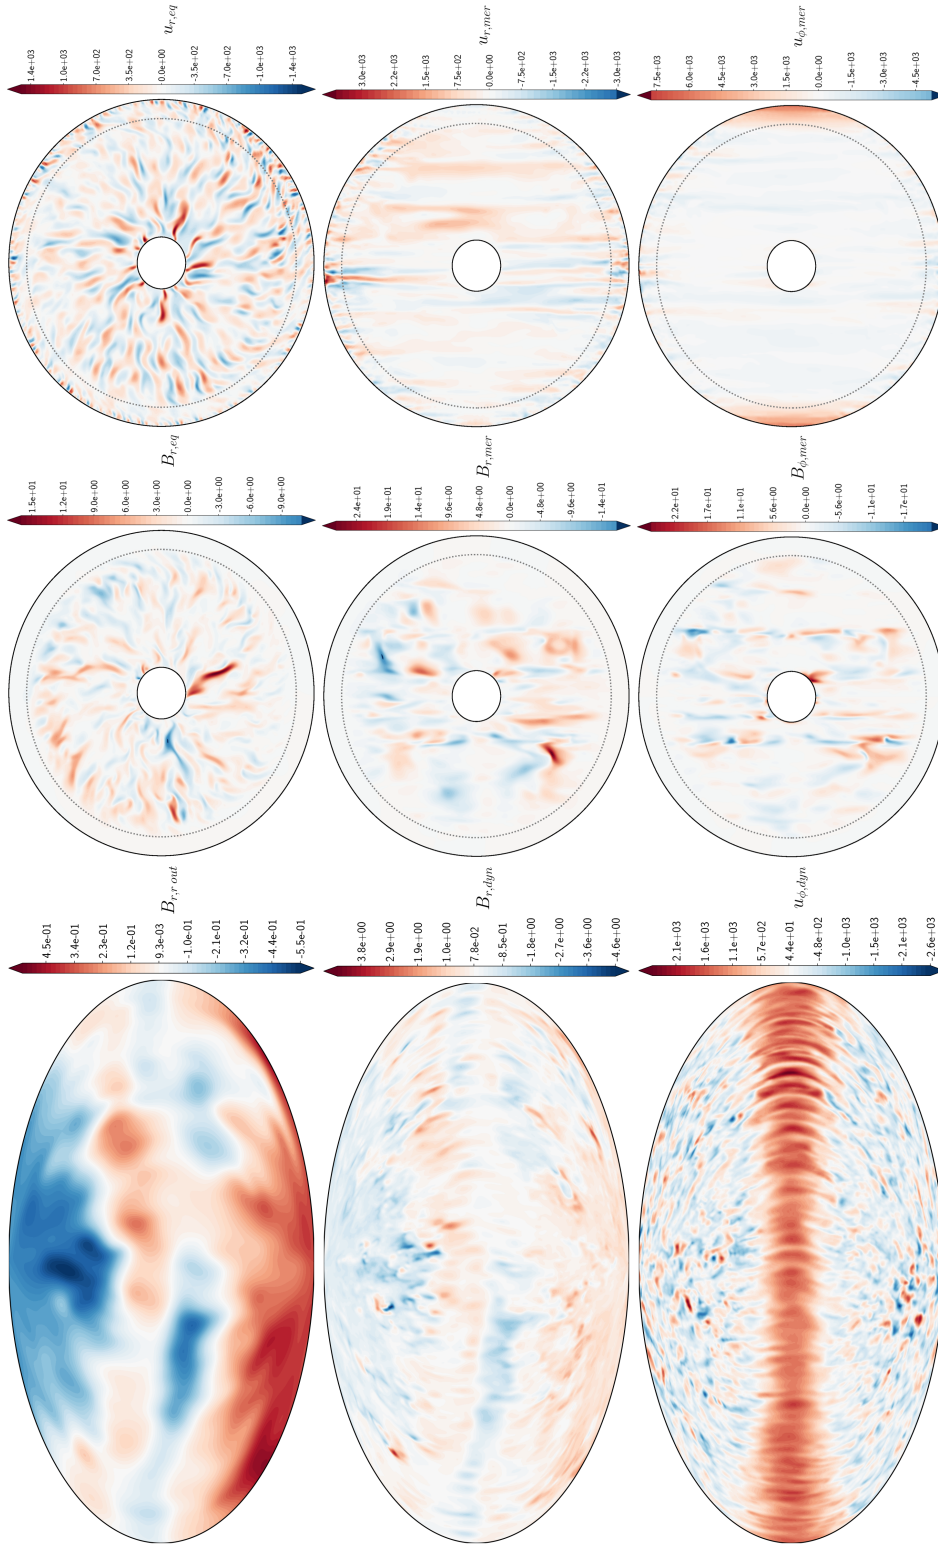 u_{r,eq}
1.4e+03
1.0e+03
7.0e+02
3.5e+02
0.0e+00
-3.5e+02
-7.0e+02
-1.0e+03
-1.4e+03
u_{r,mer}
3.0e+03
2.2e+03
1.5e+03
7.5e+02
0.0e+00
-7.5e+02
-1.5e+03
-2.2e+03
-3.0e+03
u_{ϕ,mer}
7.5e+03
6.0e+03
4.5e+03
3.0e+03
1.5e+03
0.0e+00
-1.5e+03
-3.0e+03
-4.5e+03
B_{r,eq}
1.5e+01
1.2e+01
9.0e+00
6.0e+00
3.0e+00
0.0e+00
-3.0e+00
-6.0e+00
-9.0e+00
B_{r,mer}
2.4e+01
1.9e+01
1.4e+01
9.6e+00
4.8e+00
-0.0e+00
-4.8e+00
-9.6e+00
-1.4e+01
B_{ϕ,mer}
2.2e+01
1.7e+01
1.1e+01
5.6e+00
-0.0e+00
-5.6e+00
-1.1e+01
-1.7e+01
B_{r,r out}
4.5e-01
3.4e-01
2.3e-01
1.2e-01
9.3e-03
-1.0e-01
-2.1e-01
-3.2e-01
-4.4e-01
-5.5e-01
B_{r,dyn}
3.8e+00
2.9e+00
1.9e+00
1.0e+00
7.8e-02
-8.5e-01
-1.8e+00
-2.7e+00
-3.6e+00
-4.6e+00
u_{ϕ,dyn}
2.1e+03
1.6e+03
1.1e+03
5.7e+02
4.4e+01
-4.8e+02
-1.0e+03
-1.5e+03
-2.1e+03
-2.6e+03